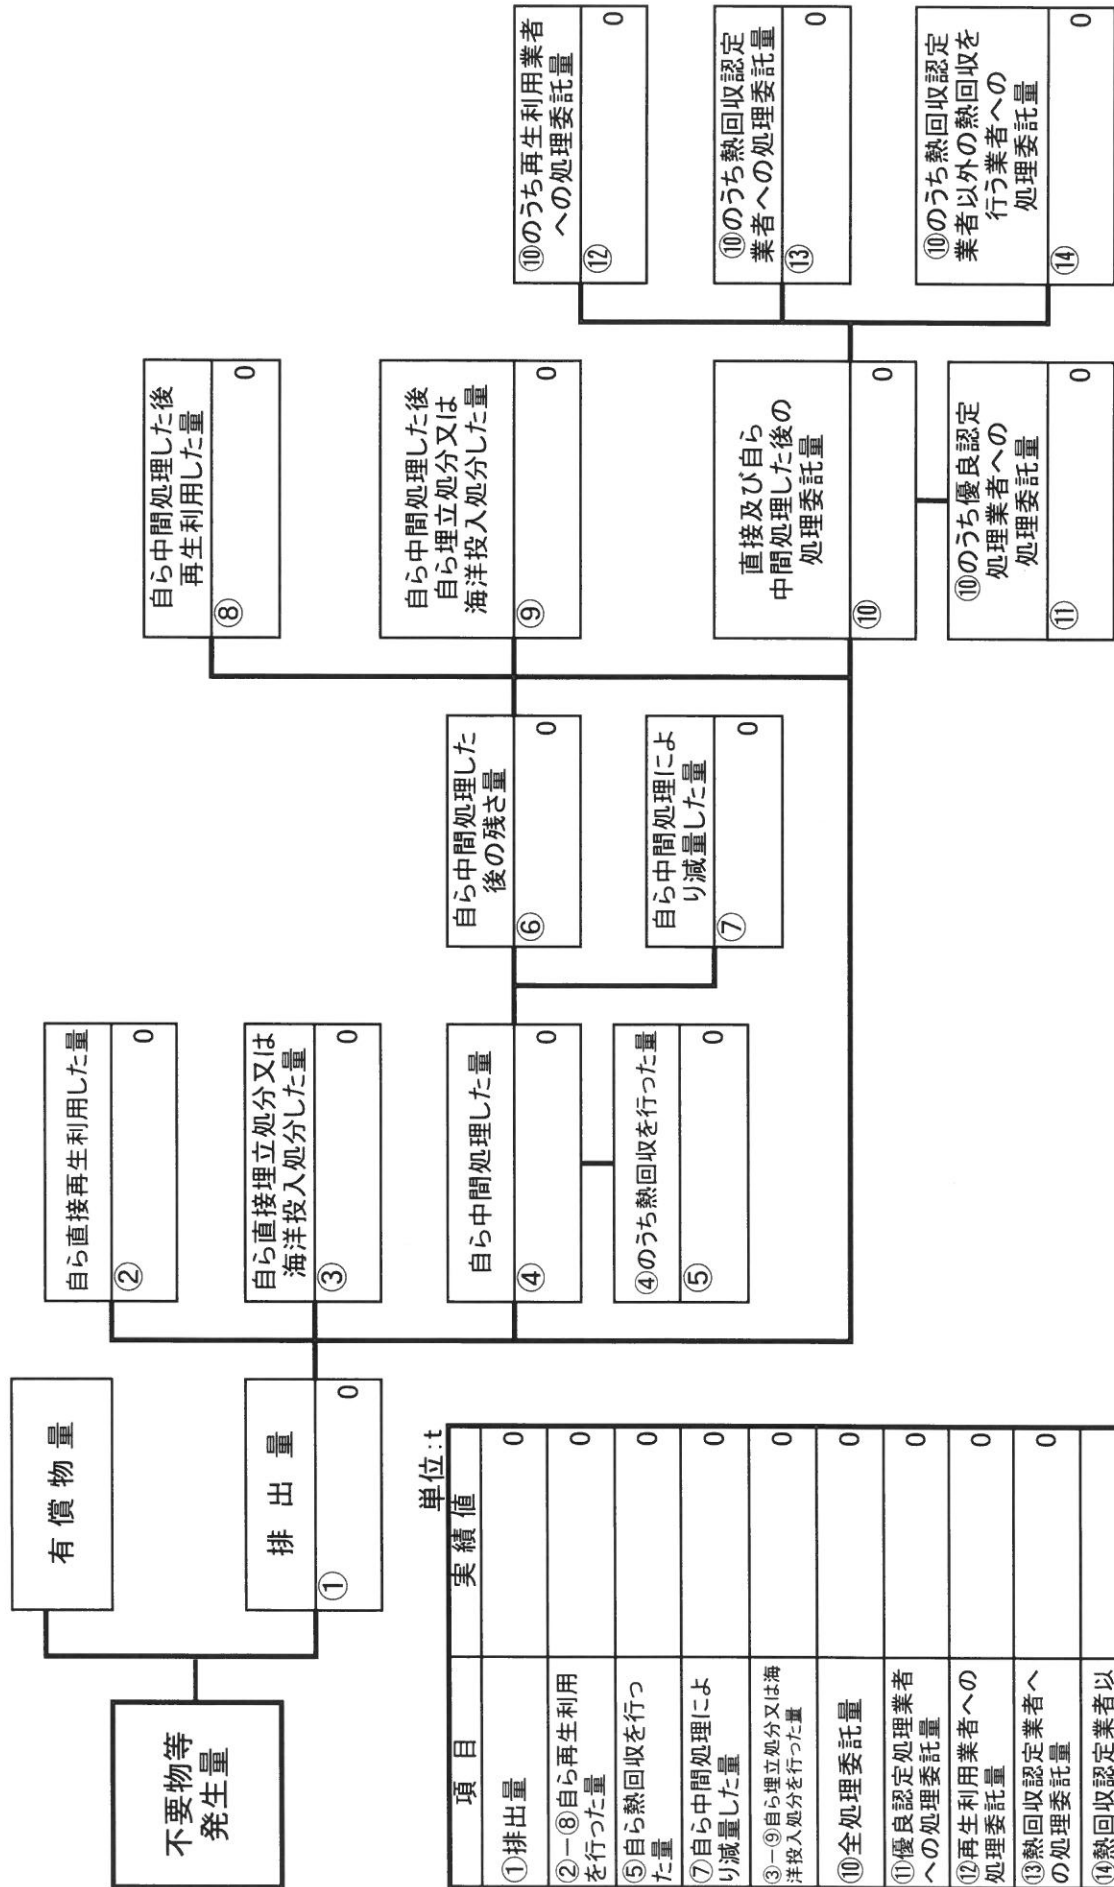 不要物等
発生量
有償物量
排出量
①
0
自ら直接再生利用した量
②
0
自ら直接埋立処分又は
海洋投入処分した量
③
0
自ら中間処理した量
④
0
④のうち熱回収を行った量
⑤
0
自ら中間処理した
後の残さ量
⑥
0
自ら中間処理によ
り減量した量
⑦
0
自ら中間処理した後
再生利用した量
⑧
0
自ら中間処理した後
自ら埋立処分又は
海洋投入処分した量
⑨
0
直接及び自ら
中間処理した後の
処理委託量
⑩
0
⑩のうち優良認定
処理業者への
処理委託量
⑪
0
⑩のうち再生利用業者
への処理委託量
⑫
0
⑩のうち熱回収認定
業者への処理委託量
⑬
0
⑩のうち熱回収認定
業者以外の熱回収を
行う業者への
処理委託量
⑭
0
単位:t
項目 実績値
①排出量 0
②ー⑧自ら再生利用
を行った量 0
⑤自ら熱回収を行っ
た量 0
⑦自ら中間処理によ
り減量した量 0
③ー⑨自ら埋立処分又は海
洋投入処分を行った量 0
⑩全処理委託量 0
⑪優良認定処理業者
への処理委託量 0
⑫再生利用業者への
処理委託量 0
⑬熱回収認定業者へ
の処理委託量 0
⑭熱回収認定業者以